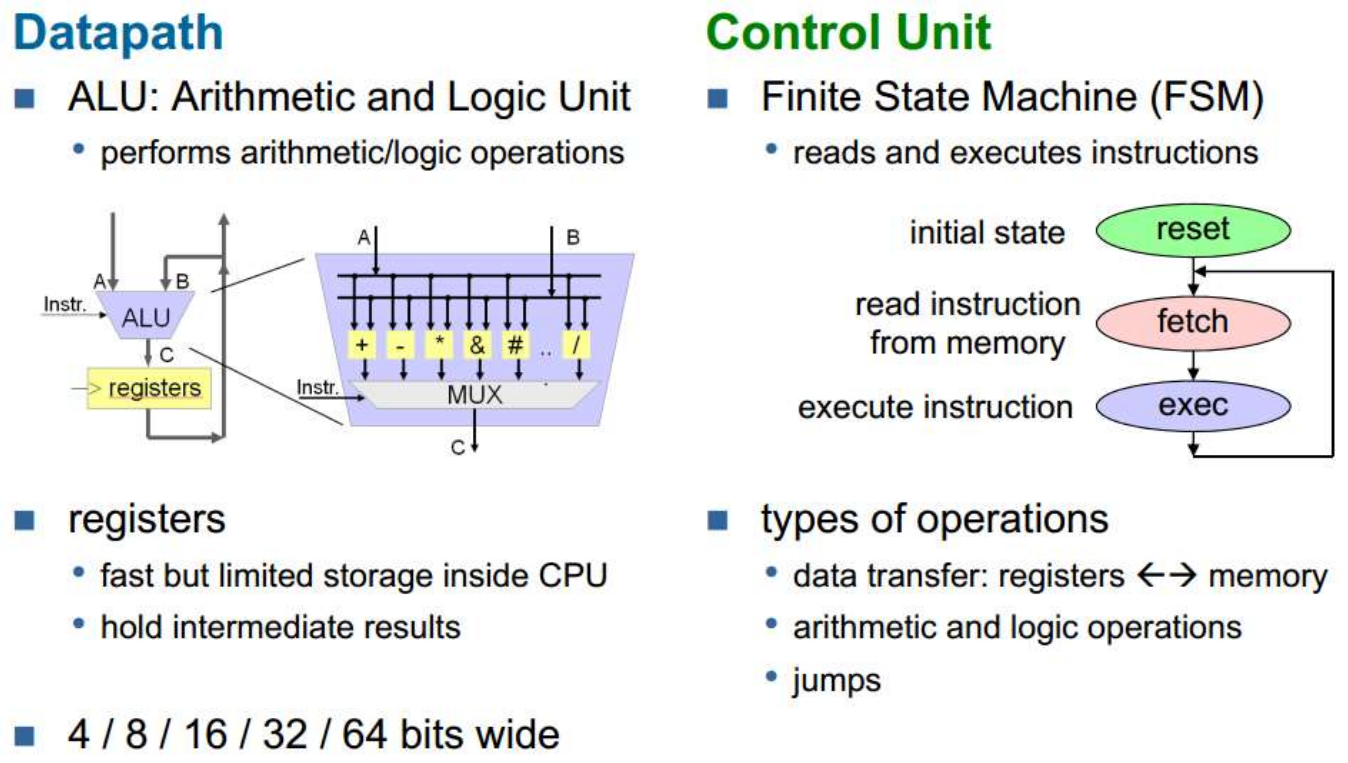 Datapath
■ ALU: Arithmetic and Logic Unit
• performs arithmetic/logic operations
A
B
Instr.
ALU
C
registers
A
B
+ - * & # .. /
Instr.
MUX
C
■ registers
• fast but limited storage inside CPU
• hold intermediate results
■ 4 / 8 / 16 / 32 / 64 bits wide
Control Unit
■ Finite State Machine (FSM)
• reads and executes instructions
initial state
reset
read instruction
from memory
fetch
execute instruction
exec
■ types of operations
• data transfer: registers ←→ memory
• arithmetic and logic operations
• jumps